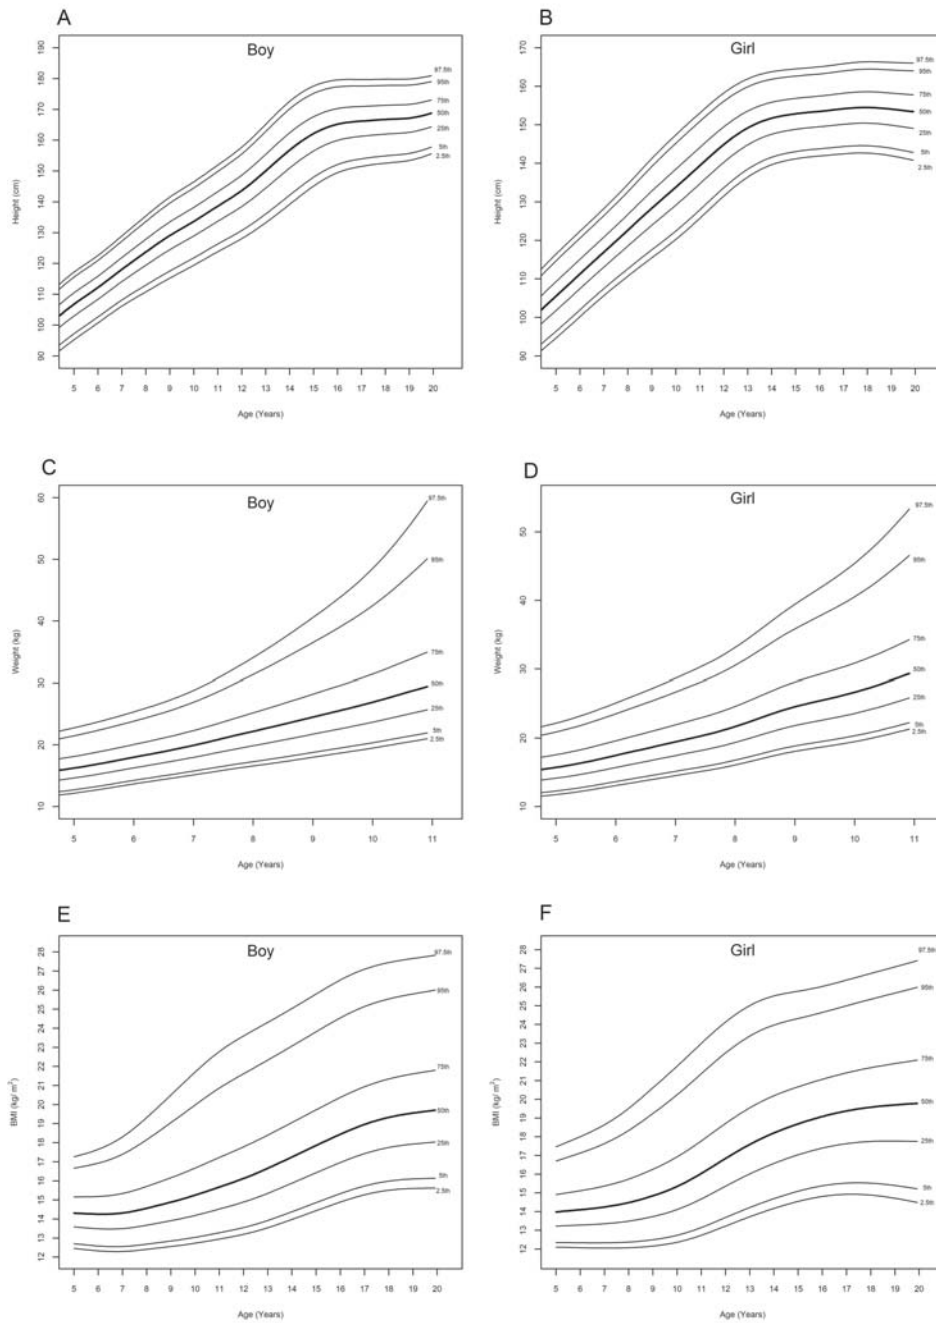 A
Boy
Height (cm)
190
180
170
160
150
140
130
120
110
100
90
97.5th
95th
75th
50th
25th
5th
2.5th
5 6 7 8 9 10 11 12 13 14 15 16 17 18 19 20
Age (Years)
B
Girl
Height (cm)
170
160
150
140
130
120
110
100
90
97.5th
95th
75th
50th
25th
5th
2.5th
5 6 7 8 9 10 11 12 13 14 15 16 17 18 19 20
Age (Years)
C
Boy
Weight (kg)
60
50
40
30
20
10
97.5th
95th
75th
50th
25th
5th
2.5th
5 6 7 8 9 10 11
Age (Years)
D
Girl
Weight (kg)
50
40
30
20
10
97.5th
95th
75th
50th
25th
5th
2.5th
5 6 7 8 9 10 11
Age (Years)
E
Boy
BMI (kg/ m²)
28
27
26
25
24
23
22
21
20
19
18
17
16
15
14
13
12
97.5th
95th
75th
50th
25th
5th
2.5th
5 6 7 8 9 10 11 12 13 14 15 16 17 18 19 20
Age (Years)
F
Girl
BMI (kg/ m²)
28
27
26
25
24
23
22
21
20
19
18
17
16
15
14
13
12
97.5th
95th
75th
50th
25th
5th
2.5th
5 6 7 8 9 10 11 12 13 14 15 16 17 18 19 20
Age (Years)